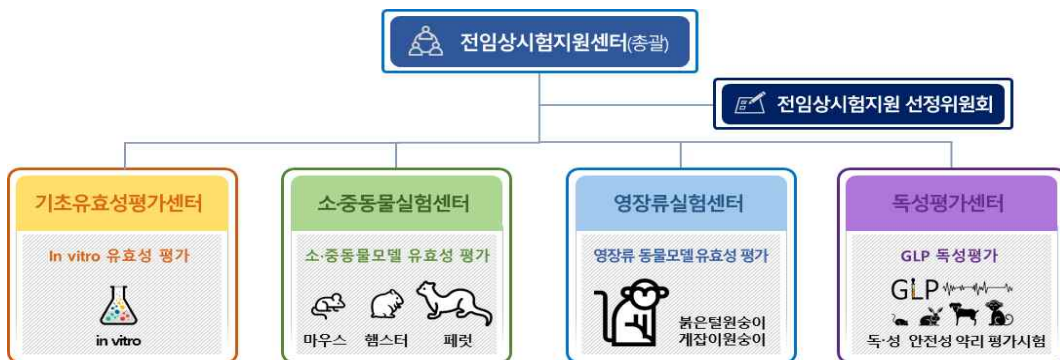 전임상시험지원센터(총괄)
전임상시험지원 선정위원회
기초유효성평가센터
In vitro 유효성 평가
in vitro
소·중동물실험센터
소·중동물모델 유효성 평가
마우스 햄스터 페럿
영장류실험센터
영장류 동물모델 유효성 평가
붉은털원숭이
게잡이원숭이
독성평가센터
GLP 독성평가
GLP
독·성 안전성 약리 평가시험